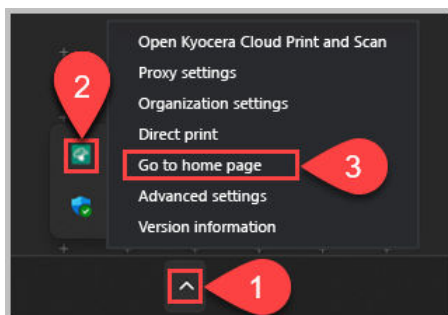 Open Kyocera Cloud Print and Scan
Proxy settings
2
Organization settings
Direct print
Go to home page
3
Advanced settings
Version information
1